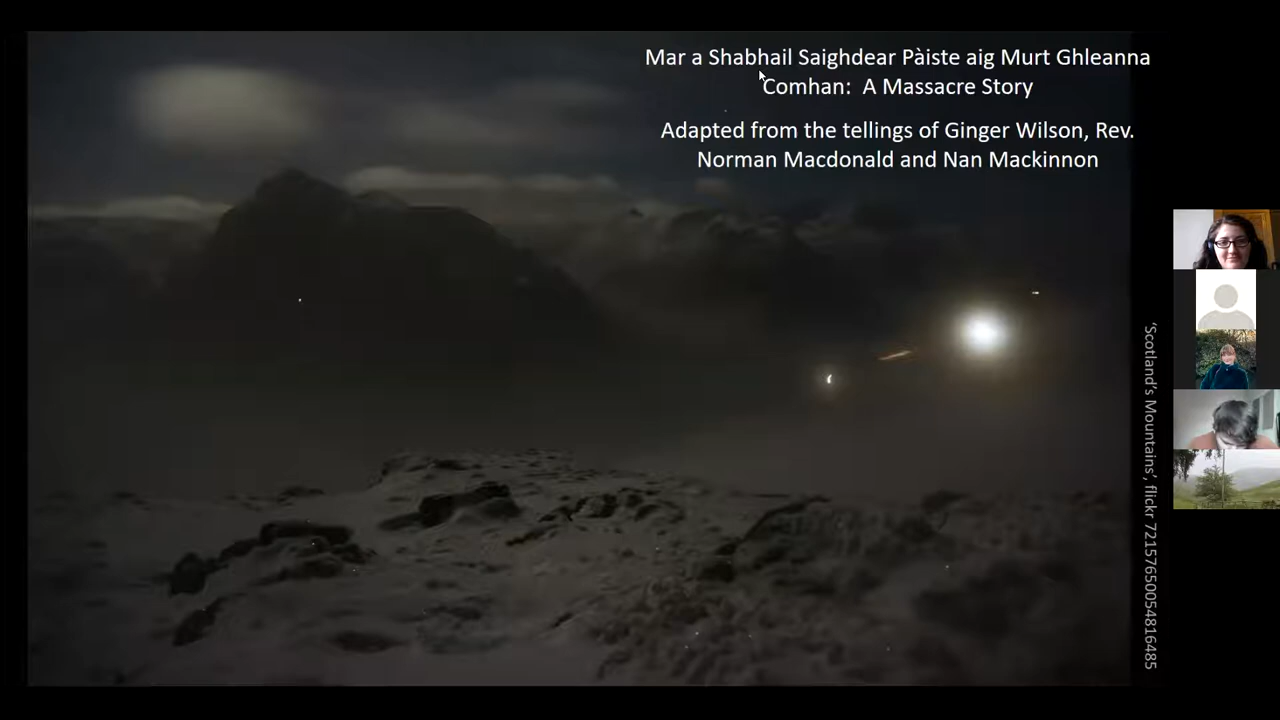 Mar a Shabhail Saighdear Pàiste aig Murt Ghleanna
Comhan:  A Massacre Story
Adapted from the tellings of Ginger Wilson, Rev.
Norman Macdonald and Nan Mackinnon
‘Scotland’s Mountains’, flickr 72157650054816485